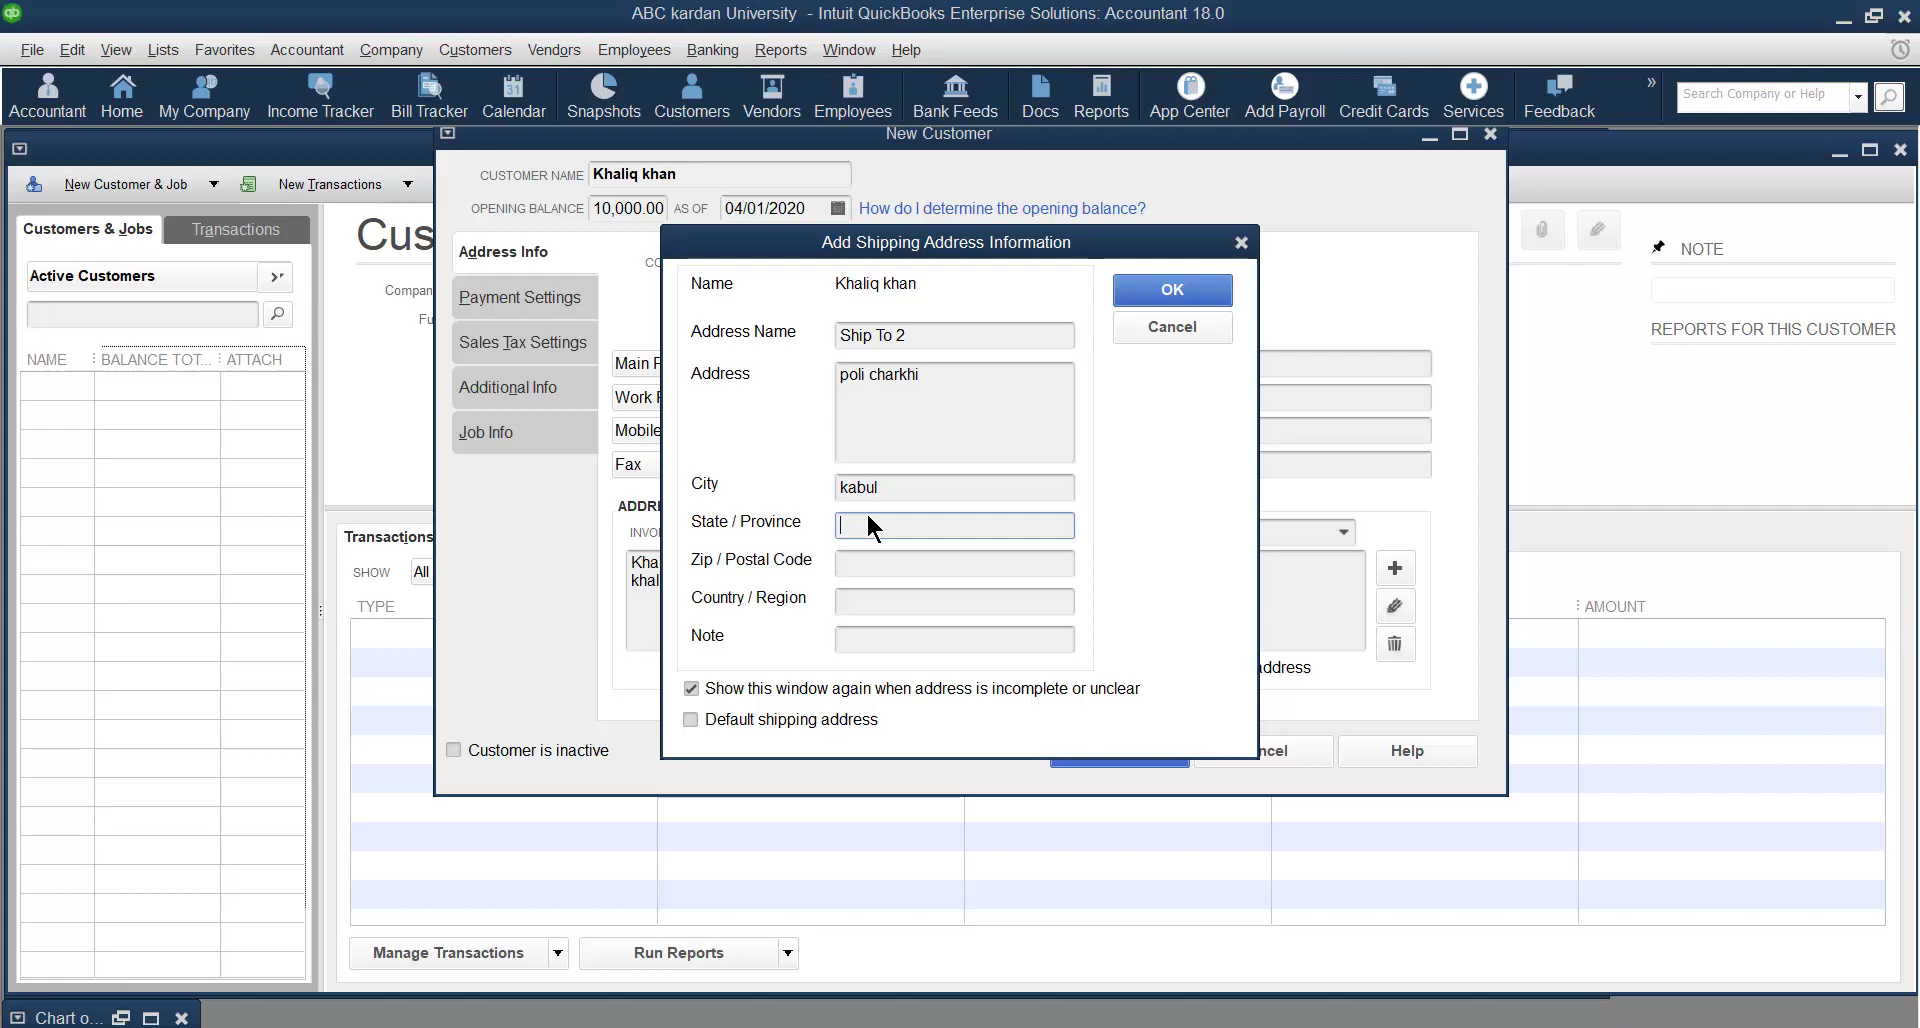 ABC kardan University - Intuit QuickBooks Enterprise Solutions: Accountant 18.0
File Edit View Lists Favorites Accountant Company Customers Vendors Employees Banking Reports Window Help
Accountant Home My Company Income Tracker Bill Tracker Calendar Snapshots Customers Vendors Employees Bank Feeds Docs Reports App Center Add Payroll Credit Cards Services Feedback
Search Company or Help
New Customer
New Customer & Job New Transactions
CUSTOMER NAME Khaliq khan
OPENING BALANCE 10,000.00 AS OF 04/01/2020 How do I determine the opening balance?
Customers & Jobs Transactions
Cus
Active Customers
NAME BALANCE TOT... ATTACH
Compan
Fu
NOTE
REPORTS FOR THIS CUSTOMER
Address Info
Payment Settings
Sales Tax Settings
Additional Info
Job Info
CO
Main P
Work P
Mobile
Fax
ADDRE
INVO
Kha
khal
Add Shipping Address Information
Name Khaliq khan
OK
Cancel
Address Name Ship To 2
Address poli charkhi
City kabul
State / Province
Zip / Postal Code
Country / Region
Note
Show this window again when address is incomplete or unclear
Default shipping address
address
Customer is inactive
ncel
Help
Transactions
SHOW All
TYPE AMOUNT
Manage Transactions Run Reports
Chart o...